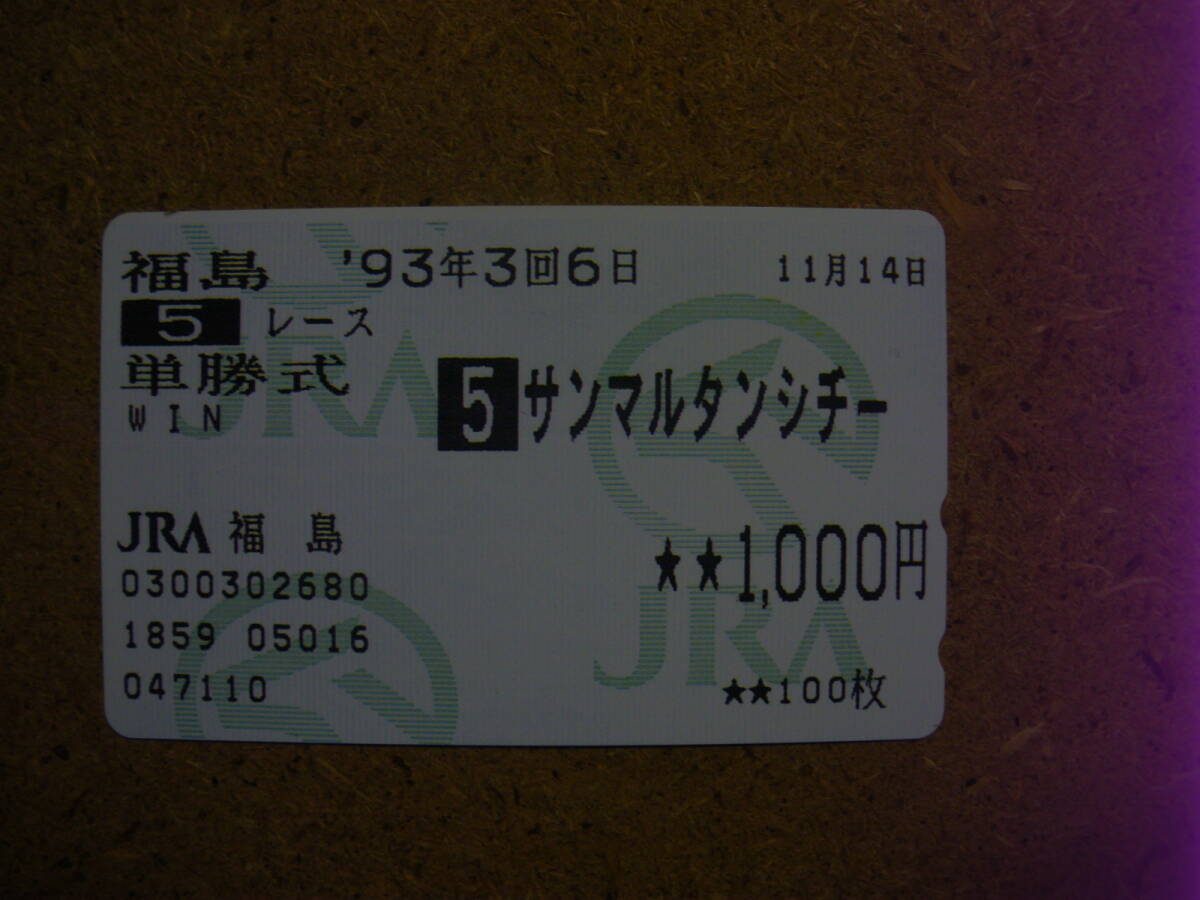 福島 '93年3回6日 11月14日
5 レース
単勝式
WIN
5 サンマルタンシチー
JRA 福島
★★1,000円
0300302680
1859 05016
047110
★★100枚
JRA
JRA